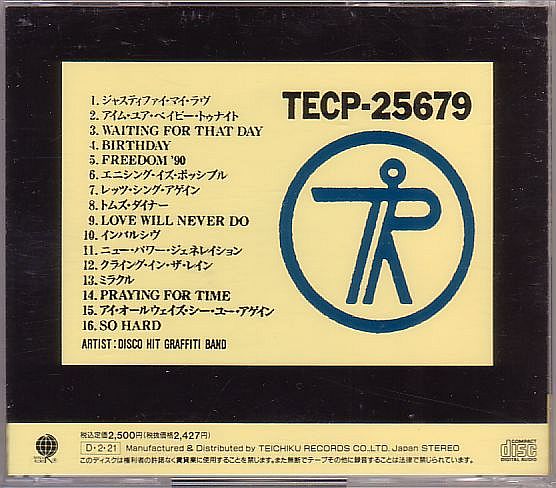 1. ジャスティファイ・マイ・ラヴ
2. アイム・ユア・ベイビー・トゥナイト
3. WAITING FOR THAT DAY
4. BIRTHDAY
5. FREEDOM '90
6. エニシング・イズ・ポッシブル
7. レッツ・シング・アゲイン
8. トムズ・ダイナー
9. LOVE WILL NEVER DO
10. インパルシヴ
11. ニュー・パワー・ジェネレイション
12. クライング・イン・ザ・レイン
13. ミラクル
14. PRAYING FOR TIME
15. アイ・オールウェイズ・シー・ユー・アゲイン
16. SO HARD
ARTIST : DISCO HIT GRAFFITI BAND
TECP-25679
税込定価2,500円(税抜価格2,427円)
D・2・21 Manufactured & Distributed by TEICHIKU RECORDS CO.,LTD. Japan STEREO
このディスクは権利者の許諾なく賃貸業に使用することを禁じます。また無断でテープその他に録音することは法律で禁じられています。
COMPACT
disc
DIGITAL AUDIO